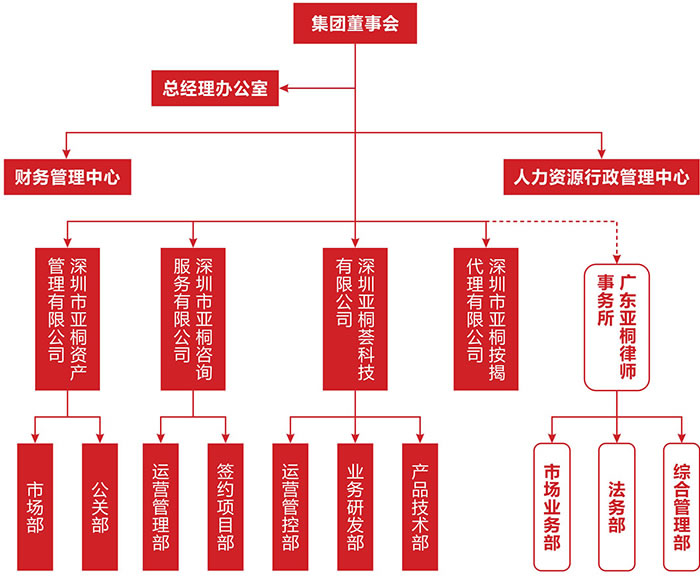 集团董事会
总经理办公室
财务管理中心
人力资源行政管理中心
深圳市亚桐资产
管理有限公司
深圳市亚桐咨询
服务有限公司
深圳亚桐荟科技
有限公司
深圳市亚桐按揭
代理有限公司
广东亚桐律师
事务所
市场部
公关部
运营管理部
签约项目部
运营管控部
业务研发部
产品技术部
市场业务部
法务部
综合管理部